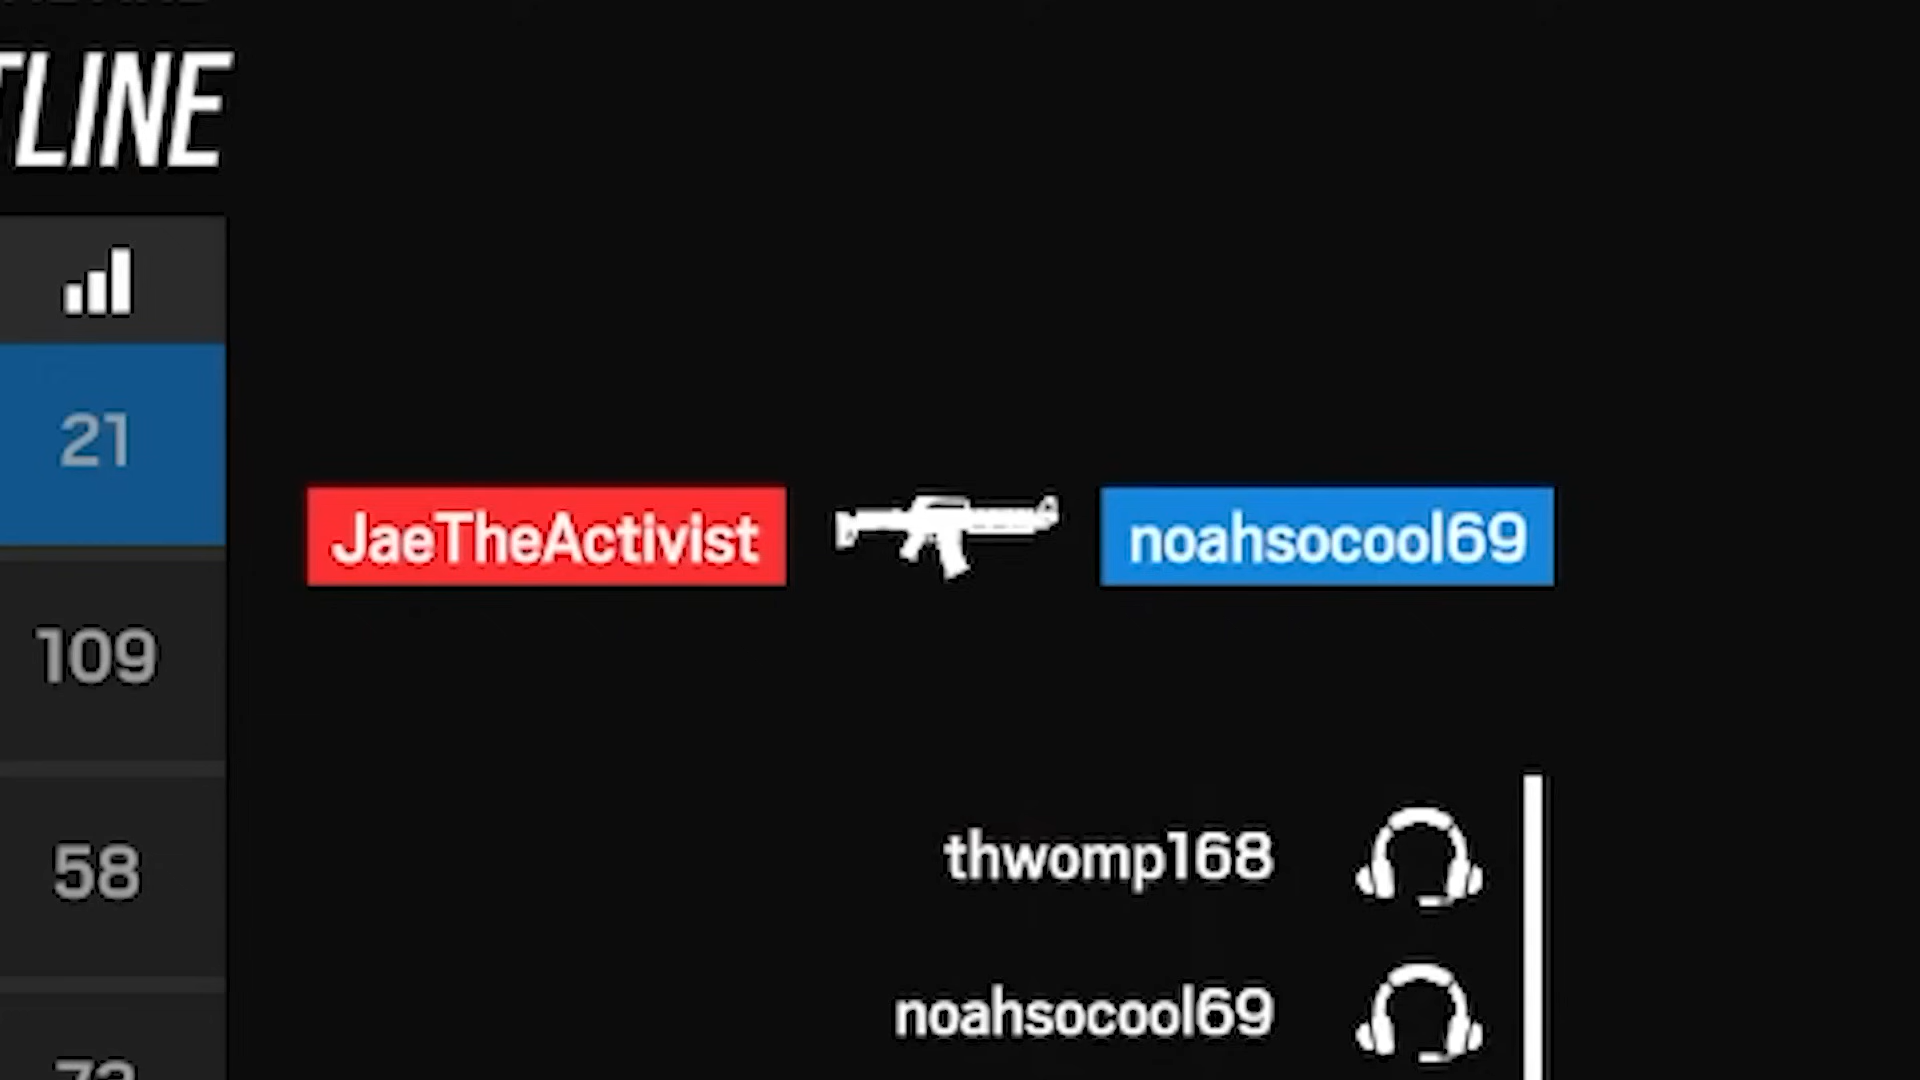 TLINE
21
JaeTheActivist noahsocool69
109
thwomp168
58
noahsocool69